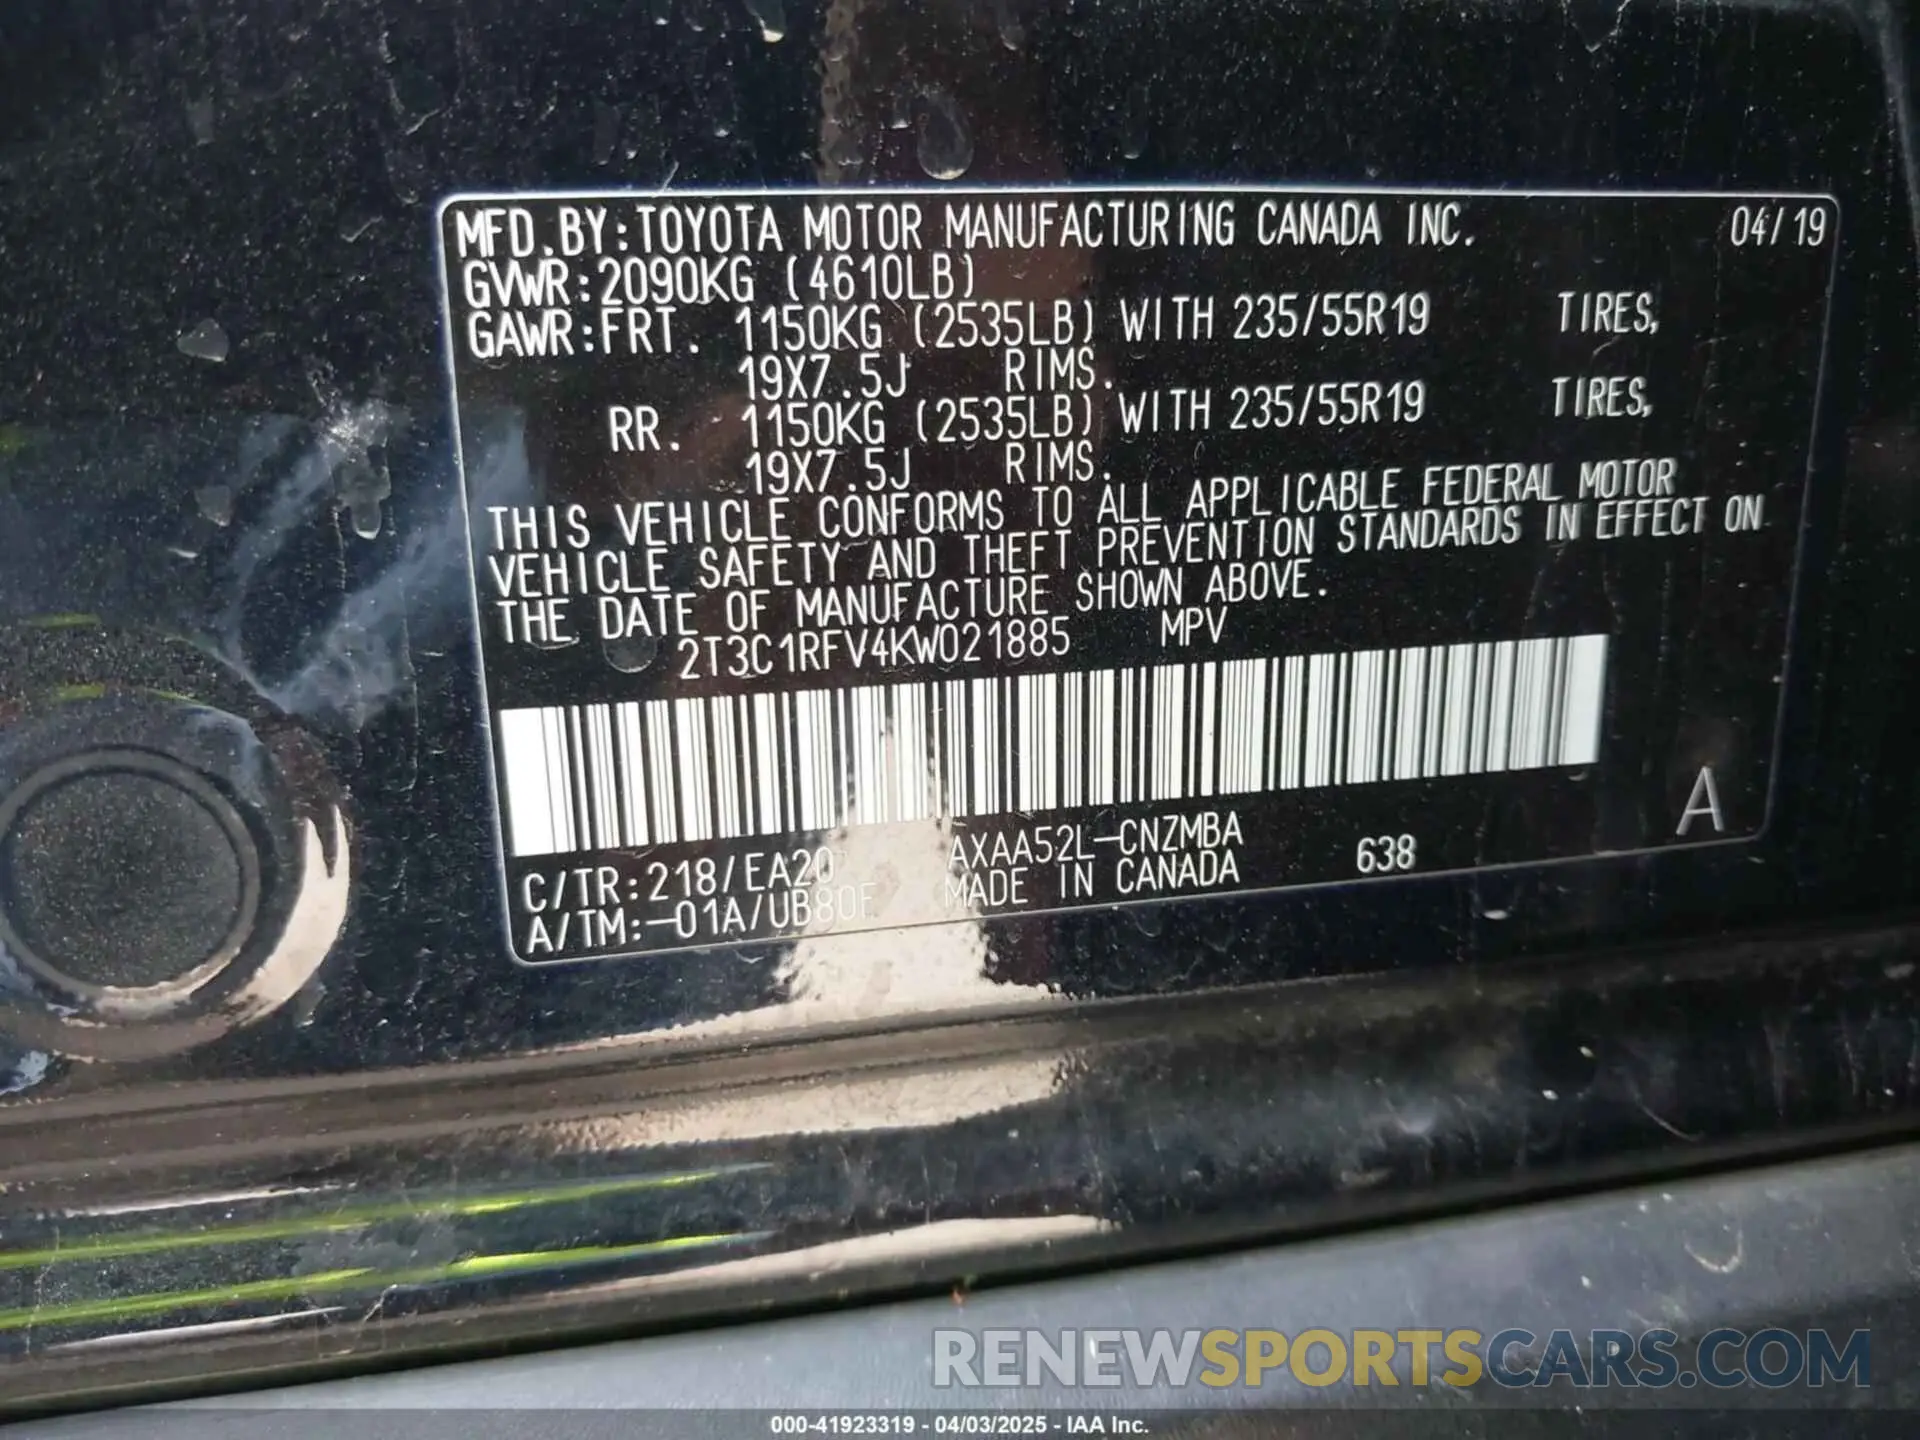 MFD.BY:TOYOTA MOTOR MANUFACTURING CANADA INC. 04/19
GVWR:2090KG (4610LB)
GAWR:FRT. 1150KG (2535LB) WITH 235/55R19 TIRES,
19X7.5J RIMS.
RR. 1150KG (2535LB) WITH 235/55R19 TIRES,
19X7.5J RIMS.
THIS VEHICLE CONFORMS TO ALL APPLICABLE FEDERAL MOTOR
VEHICLE SAFETY AND THEFT PREVENTION STANDARDS IN EFFECT ON
THE DATE OF MANUFACTURE SHOWN ABOVE.
2T3C1RFV4KW021885 MPV
A
C/TR:218/EA20 AXAA52L-CNZMBA
A/TM:-01A/UB80F MADE IN CANADA 638
RENEWSPORTSCARS.COM
000-41923319 - 04/03/2025 - IAA Inc.